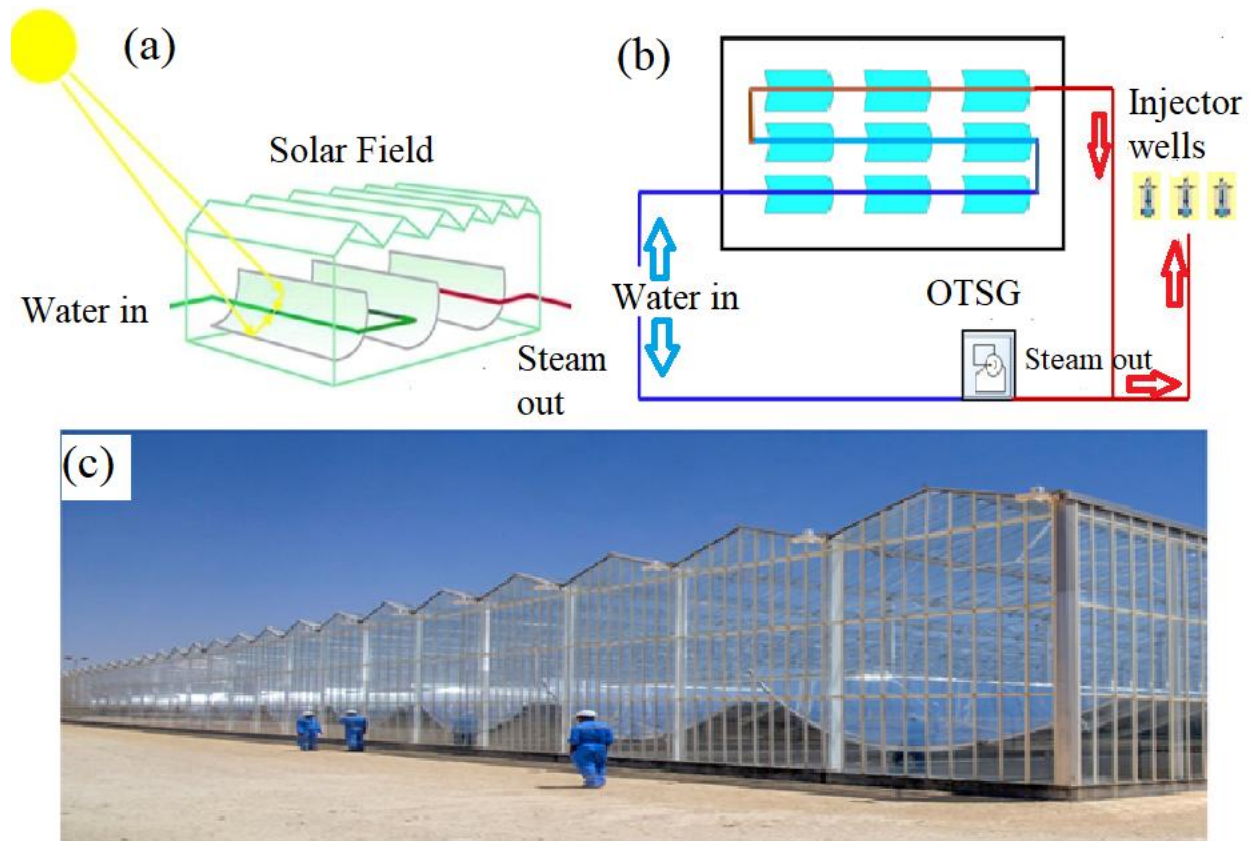 (a)
Solar Field
Water in
Steam
out
(b)
Injector
wells
Water in
OTSG
Steam out
(c)